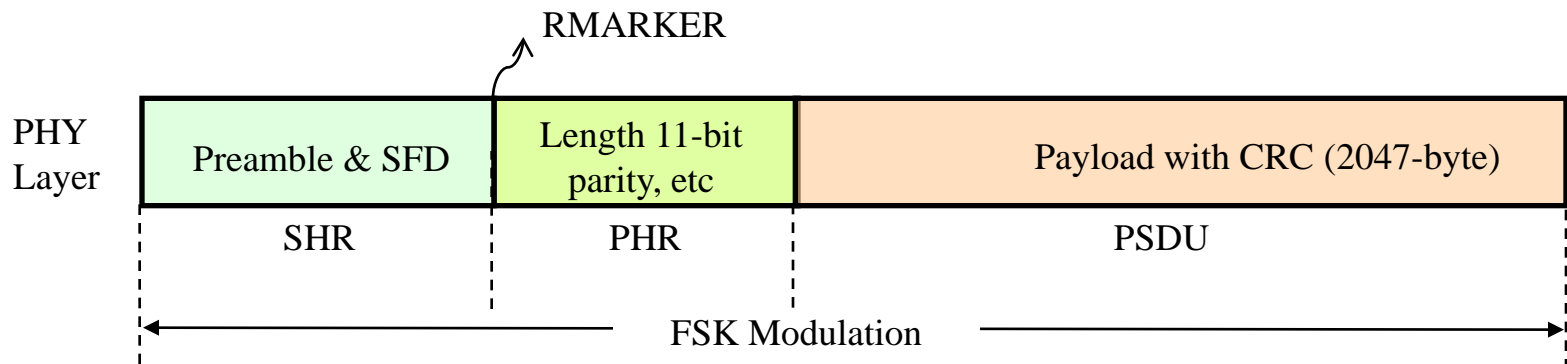 RMARKER
PHY
Layer
Preamble & SFD
Length 11-bit
parity, etc
Payload with CRC (2047-byte)
SHR
PHR
PSDU
FSK Modulation